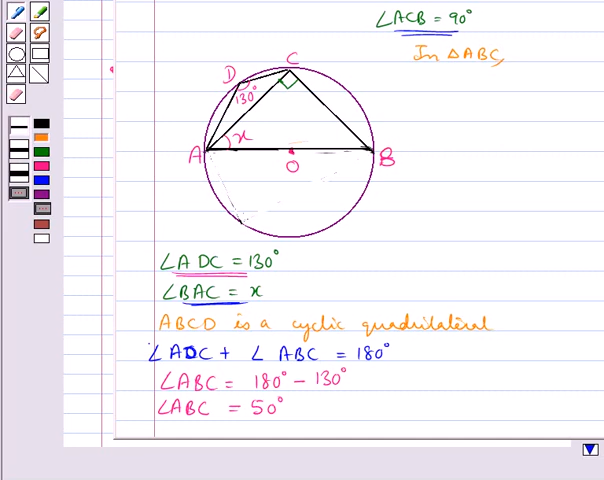 ∠ACB = 90°
In △ABC,
C
D
130°
x
A
B
O
∠ADC = 130°
∠BAC = x
ABCD is a cyclic quadrilateral
∠ADC + ∠ABC = 180°
∠ABC = 180° − 130°
∠ABC = 50°